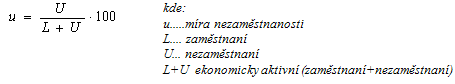 u = U / (L + U) · 100
kde:
u.....míra nezaměstnanosti
L.... zaměstnaní
U... nezaměstnaní
L+U ekonomicky aktivní (zaměstnaní+nezaměstnaní)